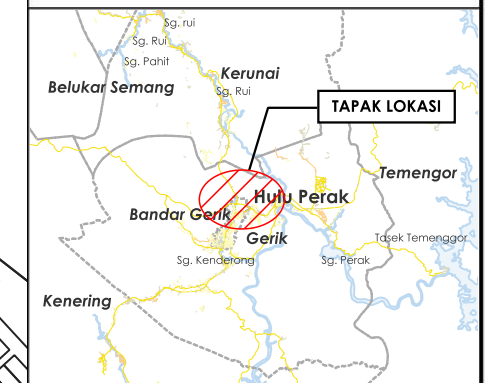 Sg. rui
Sg. Rui
Sg. Pahit
Kerunai
Belukar Semang
Sg. Rui
TAPAK LOKASI
Temengor
Hulu Perak
Bandar Gerik
Gerik
Tasek Temenggor
Sg. Kenderong
Sg. Perak
Kenering